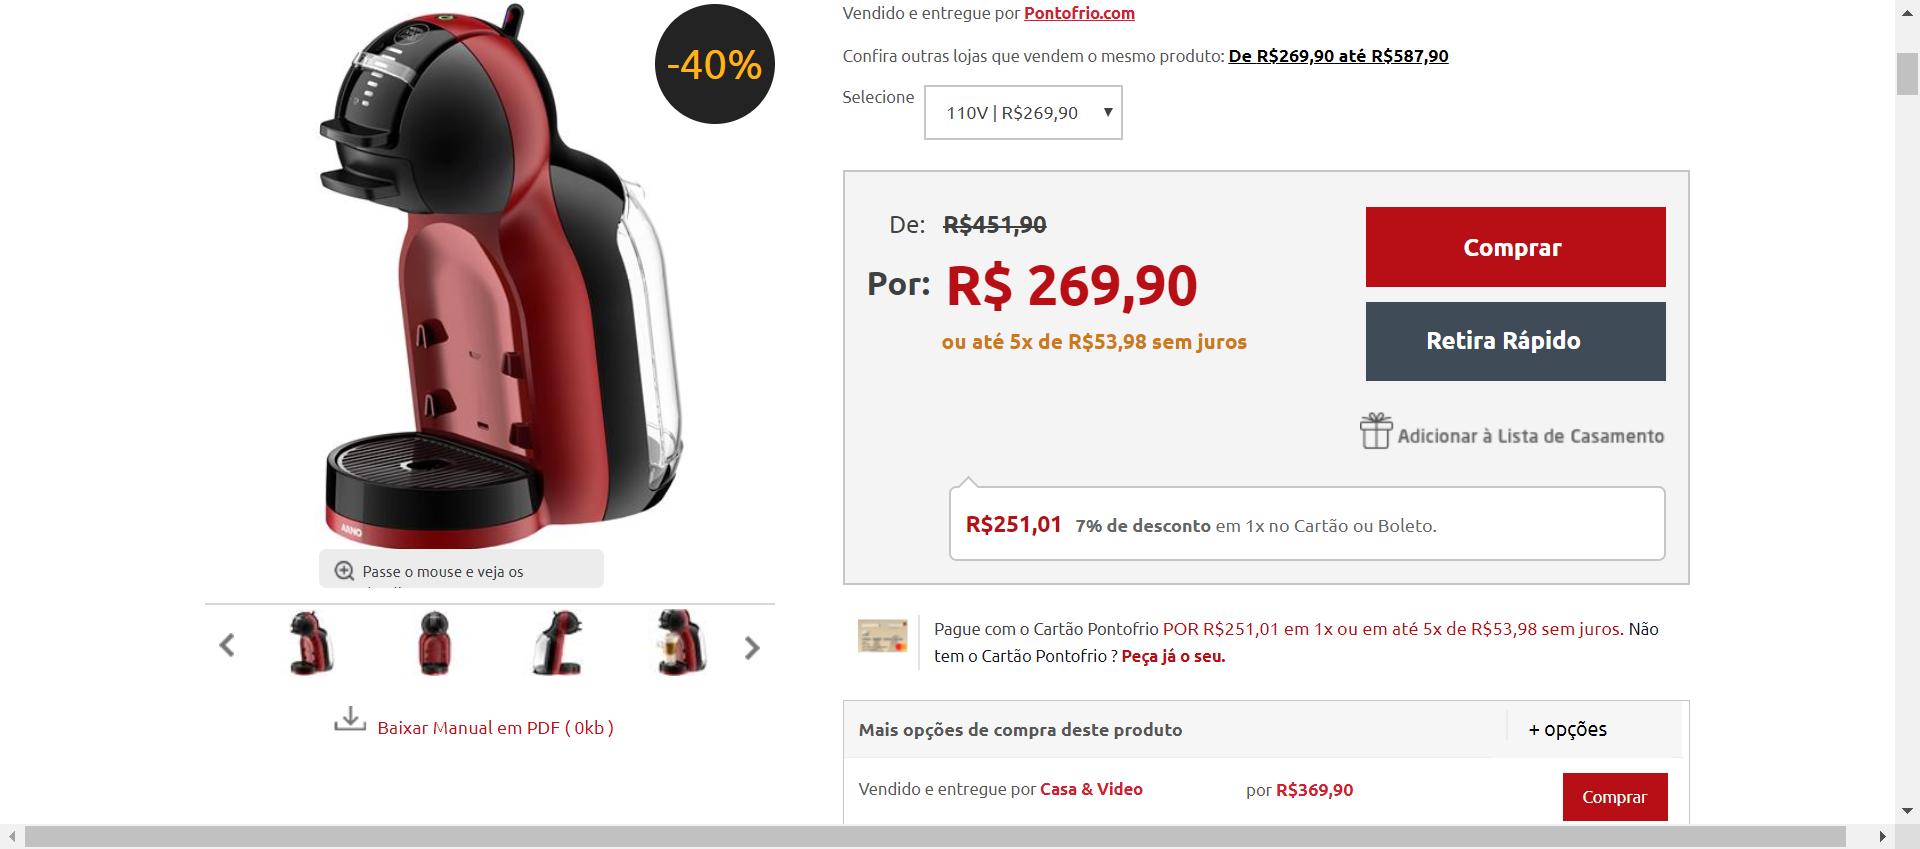 Vendido e entregue por Pontofrio.com
-40%
Confira outras lojas que vendem o mesmo produto: De R$269,90 até R$587,90
Selecione
110V | R$269,90
De: R$451,90
Por: R$ 269,90
ou até 5x de R$53,98 sem juros
Comprar
Retira Rápido
Adicionar à Lista de Casamento
R$251,01 7% de desconto em 1x no Cartão ou Boleto.
ARNO
Passe o mouse e veja os
Baixar Manual em PDF ( 0kb )
Pague com o Cartão Pontofrio POR R$251,01 em 1x ou em até 5x de R$53,98 sem juros. Não
tem o Cartão Pontofrio ? Peça já o seu.
Mais opções de compra deste produto
+ opções
Vendido e entregue por Casa & Video
por R$369,90
Comprar